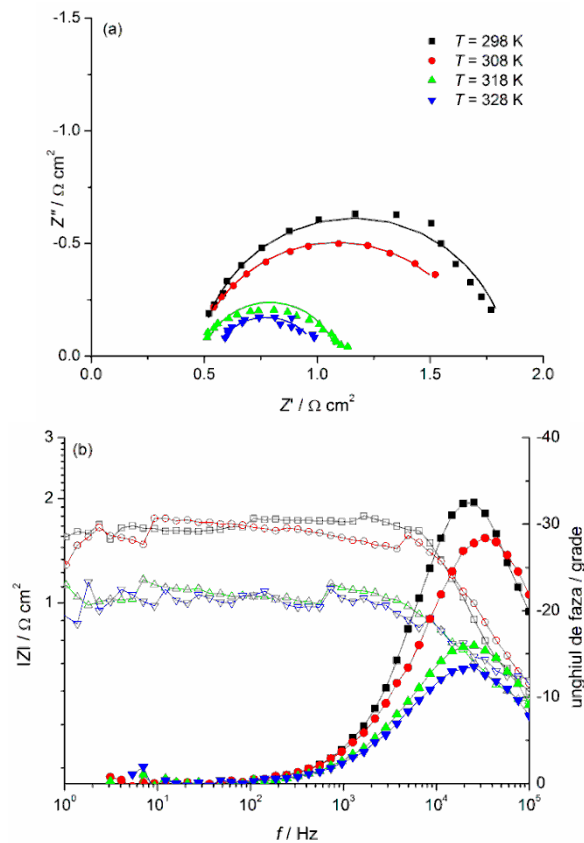 (a)
T = 298 K
T = 308 K
T = 318 K
T = 328 K
-1.5
-1.0
-0.5
0.0
Z'' / Ω cm²
0.0 0.5 1.0 1.5 2.0
Z' / Ω cm²
(b)
3
2
1
|Z| / Ω cm²
-40
-30
-20
-10
0
unghiul de faza / grade
10⁰ 10¹ 10² 10³ 10⁴ 10⁵
f / Hz